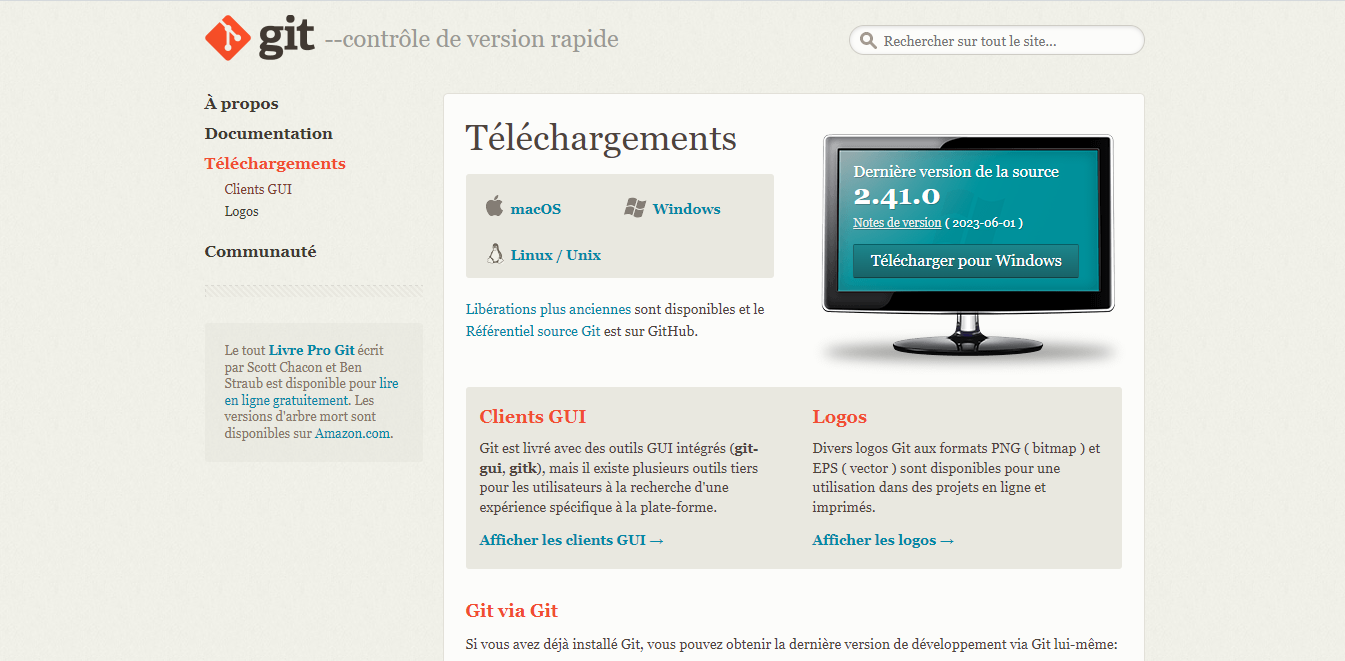 git --contrôle de version rapide
Rechercher sur tout le site...
À propos
Documentation
Téléchargements
Clients GUI
Logos
Communauté
Le tout Livre Pro Git écrit
par Scott Chacon et Ben
Straub est disponible pour lire
en ligne gratuitement. Les
versions d'arbre mort sont
disponibles sur Amazon.com.
Téléchargements
macOS
Windows
Linux / Unix
Libérations plus anciennes sont disponibles et le
Référentiel source Git est sur GitHub.
Dernière version de la source
2.41.0
Notes de version ( 2023-06-01 )
Télécharger pour Windows
Clients GUI
Git est livré avec des outils GUI intégrés (git-
gui, gitk), mais il existe plusieurs outils tiers
pour les utilisateurs à la recherche d'une
expérience spécifique à la plate-forme.
Afficher les clients GUI →
Logos
Divers logos Git aux formats PNG ( bitmap ) et
EPS ( vector ) sont disponibles pour une
utilisation dans des projets en ligne et
imprimés.
Afficher les logos →
Git via Git
Si vous avez déjà installé Git, vous pouvez obtenir la dernière version de développement via Git lui-même: